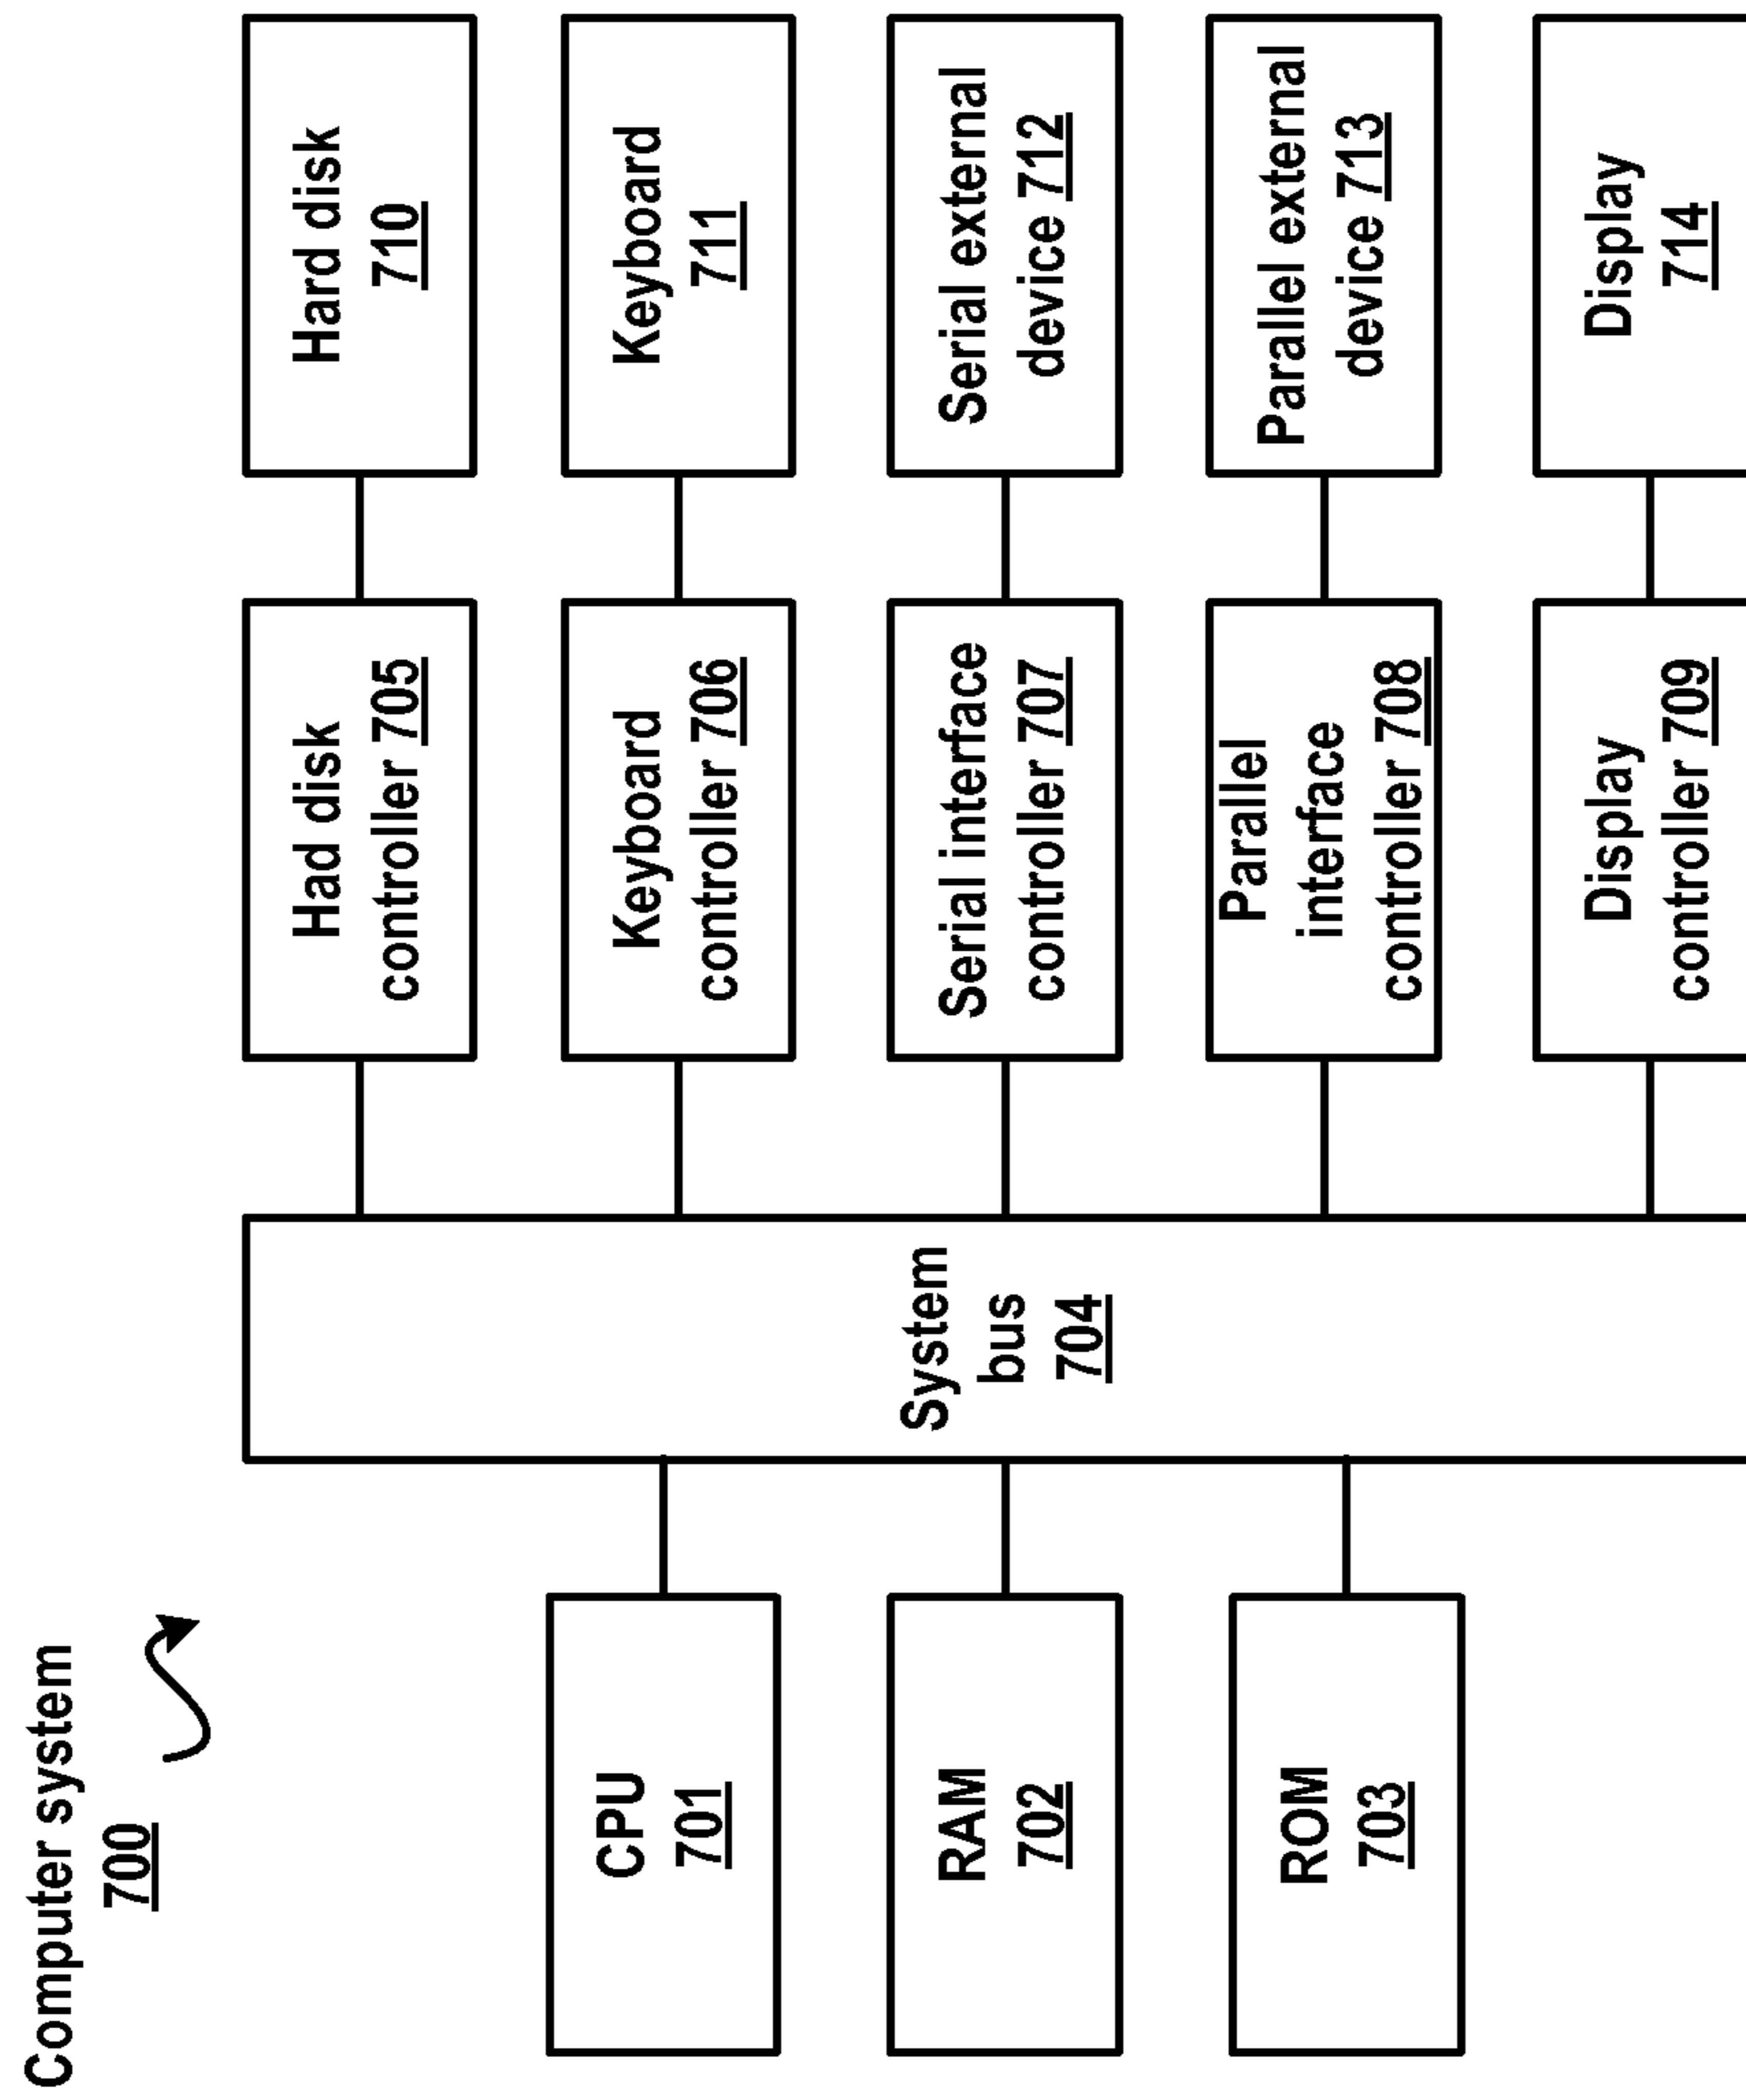 Computer system
700
CPU
701
RAM
702
ROM
703
System
bus
704
Had disk
controller 705
Keyboard
controller 706
Serial interface
controller 707
Parallel
interface
controller 708
Display
controller 709
Hard disk
710
Keyboard
711
Serial external
device 712
Parallel external
device 713
Display
714